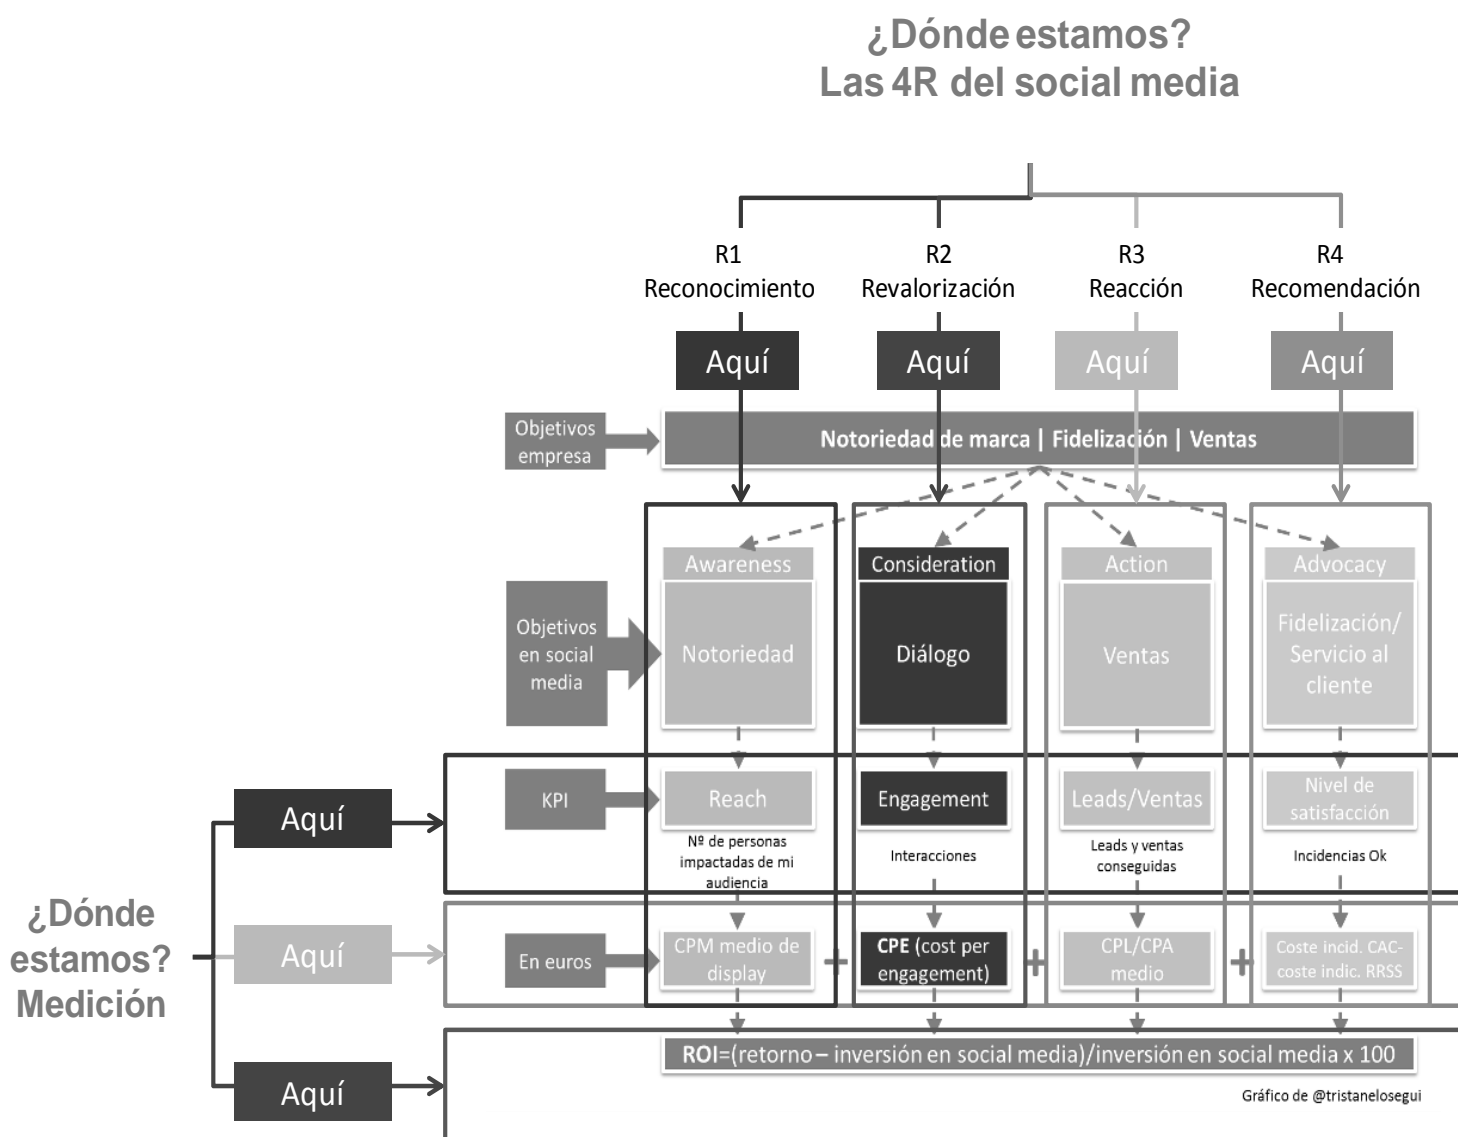 ¿Dónde estamos?
Las 4R del social media
R1
Reconocimiento
R2
Revalorización
R3
Reacción
R4
Recomendación
Aquí
Aquí
Aquí
Aquí
Objetivos
empresa
Notoriedad de marca | Fidelización | Ventas
Awareness
Consideration
Action
Advocacy
Objetivos
en social
media
Notoriedad
Diálogo
Ventas
Fidelización/
Servicio al
cliente
Aquí
KPI
Reach
Engagement
Leads/Ventas
Nivel de
satisfacción
Nº de personas
impactadas de mi
audiencia
Interacciones
Leads y ventas
conseguidas
Incidencias Ok
¿Dónde
estamos?
Medición
Aquí
En euros
CPM medio de
display
+
CPE (cost per
engagement)
+
CPL/CPA
medio
+
Coste incid. CAC-
coste indic. RRSS
Aquí
ROI=(retorno – inversión en social media)/inversión en social media x 100
Gráfico de @tristanelosegui